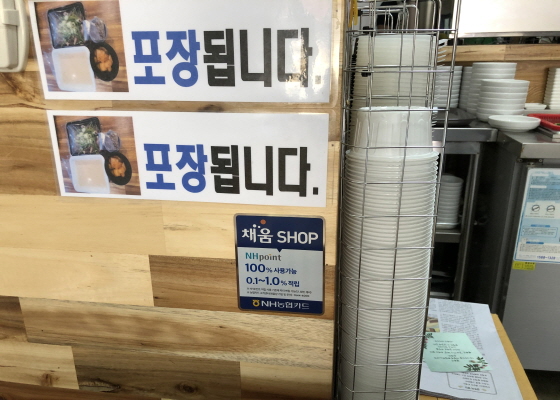 포장됩니다.
포장됩니다.
채움 SHOP
NHpoint
100% 사용가능
0.1~1.0% 적립
NH농협카드